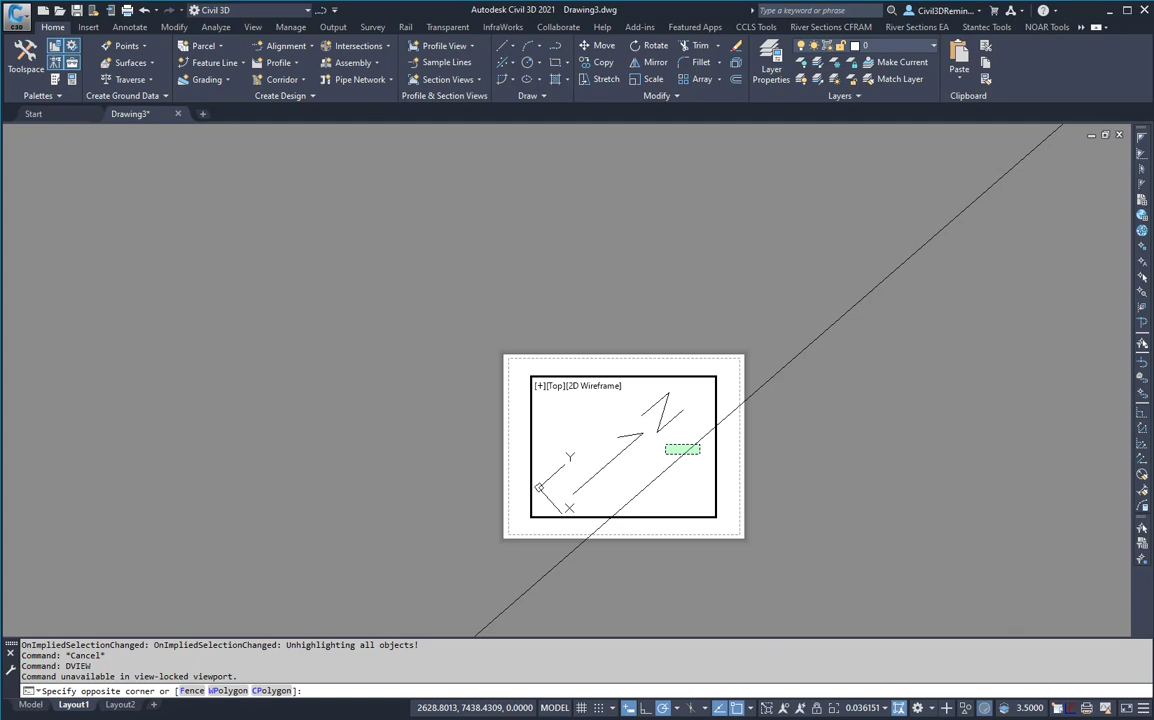 C3D Civil 3D Autodesk Civil 3D 2021 Drawing3.dwg Type a keyword or phrase Civil3DRemin...
Home Insert Annotate Modify Analyze View Manage Output Survey Rail Transparent InfraWorks Collaborate Help Add-ins Featured Apps CCLS Tools River Sections CFRAM River Sections EA Stantec Tools NOAR Tools
Toolspace
Points Parcel Alignment Intersections Profile View Move Rotate Trim 0
Surfaces Feature Line Profile Assembly Sample Lines Copy Mirror Fillet Layer Properties Make Current Paste
Traverse Grading Corridor Pipe Network Section Views Stretch Scale Array Match Layer
Palettes Create Ground Data Create Design Profile & Section Views Draw Modify Layers Clipboard
Start Drawing3*
[+][Top][2D Wireframe]
N
Y
X
OnImpliedSelectionChanged: OnImpliedSelectionChanged: Unhighlighting all objects!
Command: *Cancel*
Command: DVIEW
Command unavailable in view-locked viewport.
Specify opposite corner or [Fence WPolygon CPolygon]:
Model Layout1 Layout2 + 2628.8013, 7438.4309, 0.0000 MODEL 0.036151 3.5000